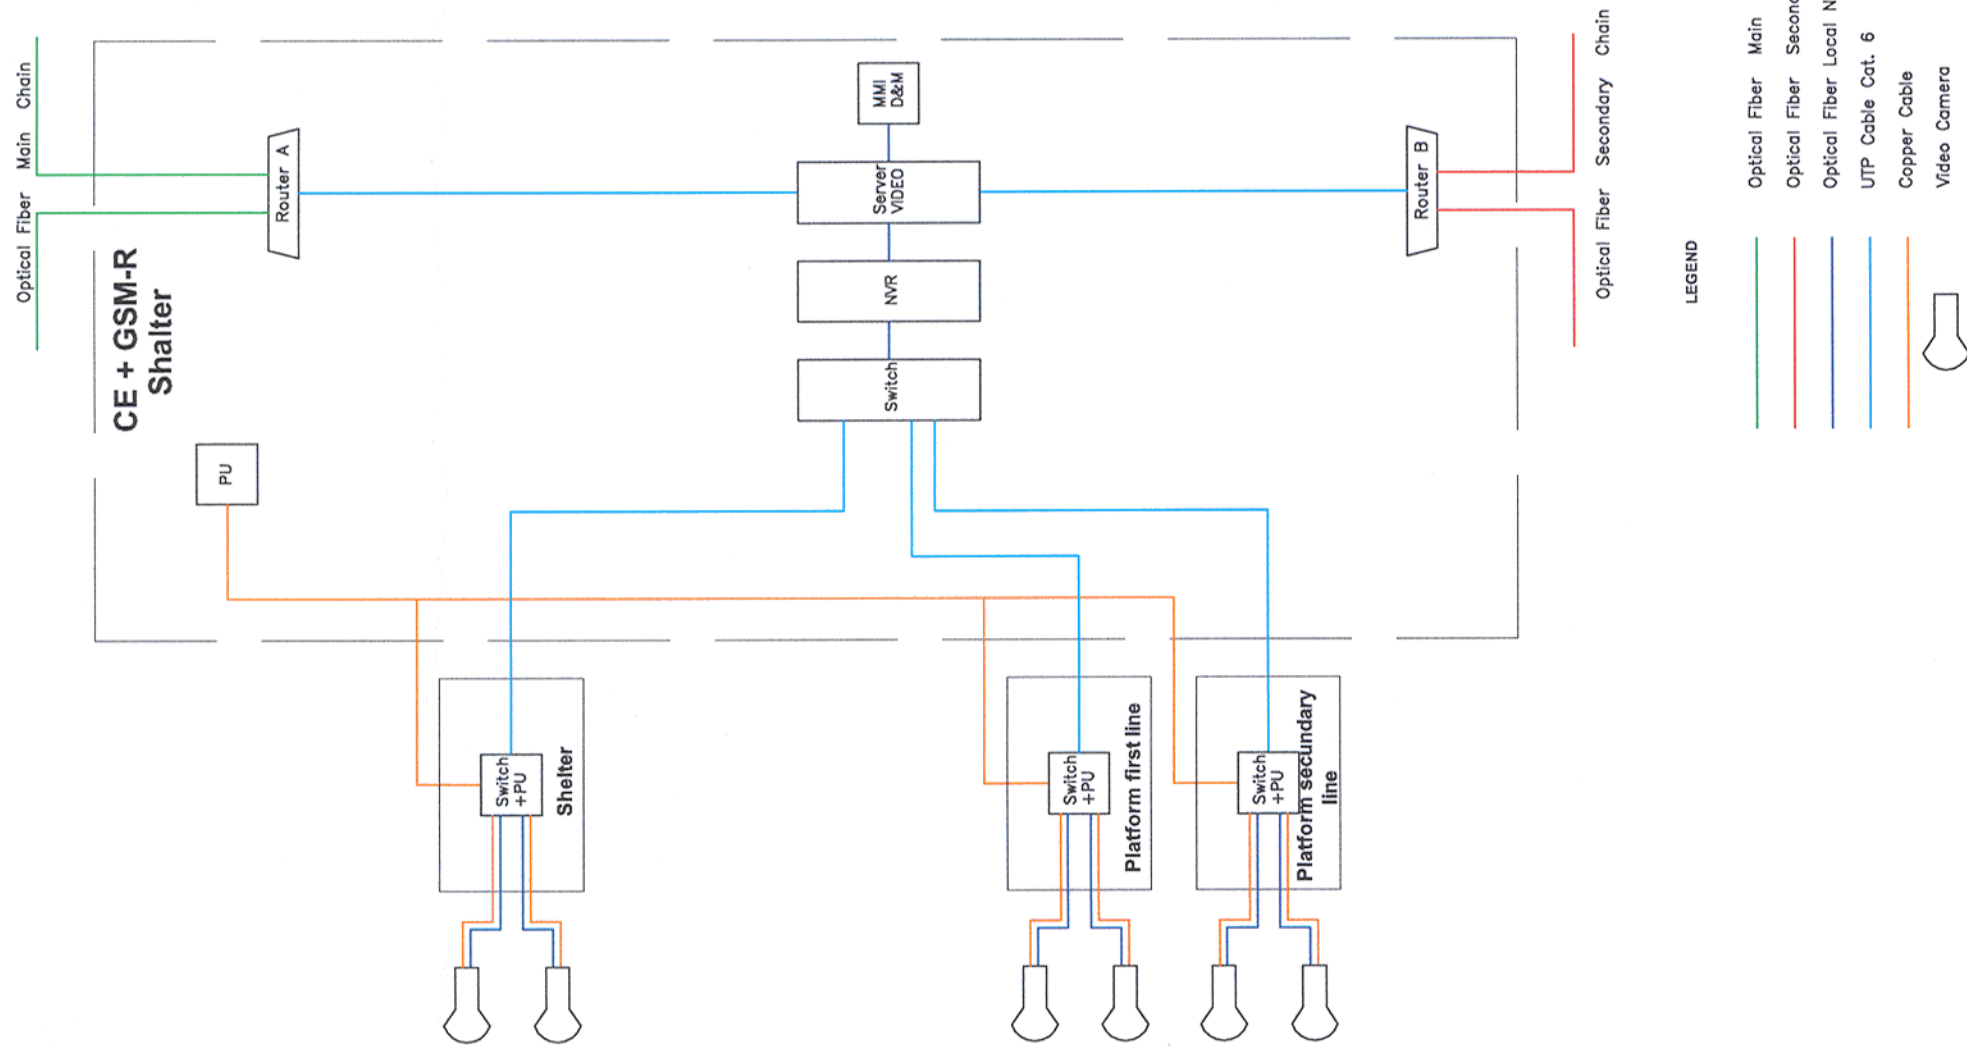 Optical Fiber Main Chain
CE + GSM-R
Shalter
Router A
MMI
D&M
Server
VIDEO
NVR
Switch
PU
Router B
Optical Fiber Secondary Chain
Switch
+PU
Shelter
Switch
+PU
Platform first line
Switch
+PU
Platform secundary
line
LEGEND
Optical Fiber Main
Optical Fiber
Optical Fiber Local
UTP Cable Cat. 6
Copper Cable
Video Camera